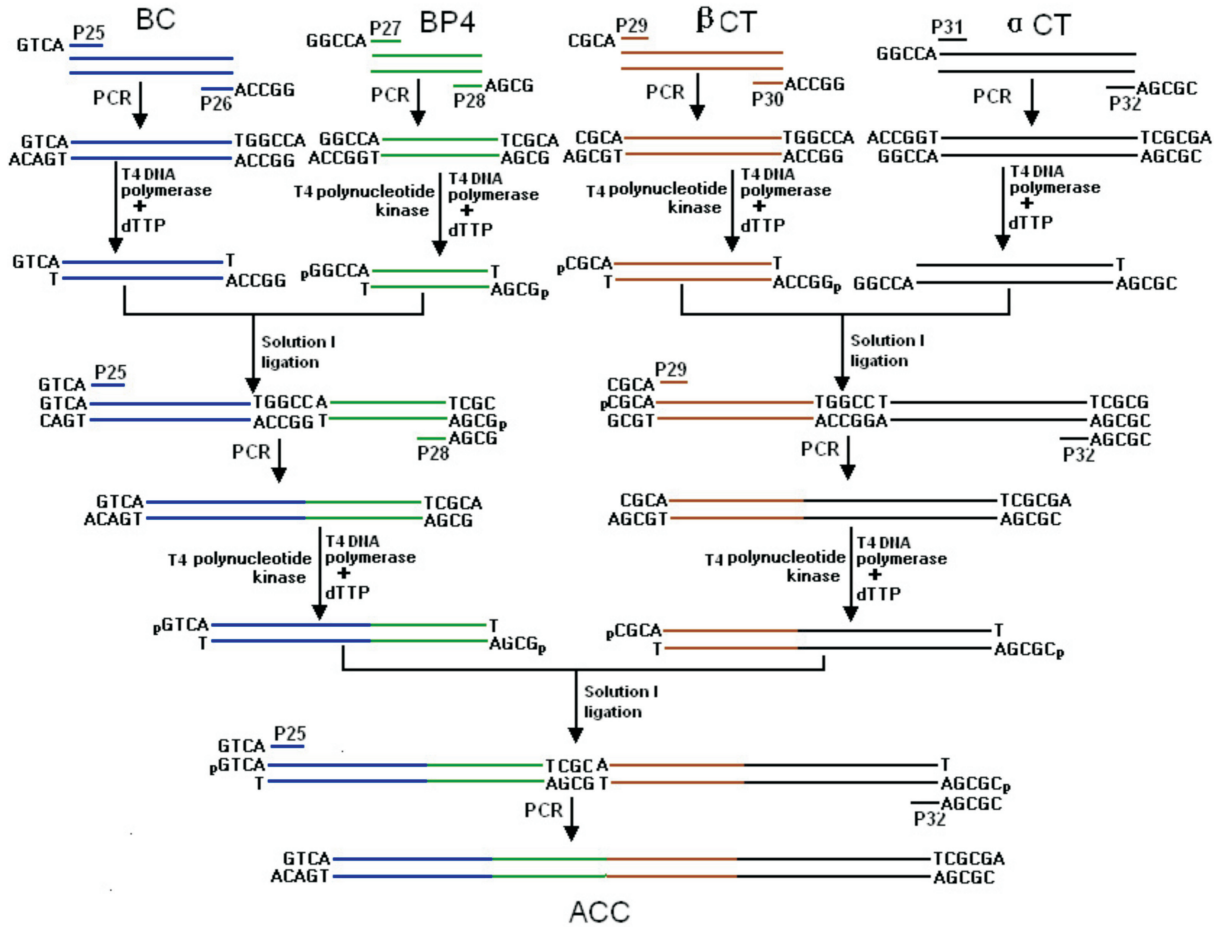 BC
BP4
βCT
αCT
P25
P27
P29
P31
GTCA
GGCCA
CGCA
GGCCA
P26
ACCGG
P28
AGCG
P30
ACCGG
P32
AGCGC
PCR
PCR
PCR
PCR
GTCA
TGGCCA
GGCCA
TCGCA
CGCA
TGGCCA
ACCGGT
TCGCGA
ACAGT
ACCGG
ACCGGT
AGCG
AGCGT
ACCGG
GGCCA
AGCGC
T4 DNA
polymerase
+
dTTP
T4 polynucleotide
kinase
T4 DNA
polymerase
+
dTTP
T4 polynucleotide
kinase
T4 DNA
polymerase
+
dTTP
T4 DNA
polymerase
+
dTTP
GTCA
T
pGGCCA
T
pCGCA
T
T
T
ACCGG
T
AGCGp
T
ACCGGp
GGCCA
AGCGC
Solution I
ligation
Solution I
ligation
P25
GTCA
GTCA
TGGCC A
TCGC
CAGT
ACCGG T
AGCGp
P28
AGCG
P29
CGCA
pCGCA
TGGCC T
TCGCG
GCGT
ACCGGA
AGCGC
P32
AGCGC
PCR
PCR
GTCA
TCGCA
ACAGT
AGCG
CGCA
TCGCGA
AGCGT
AGCGC
T4 polynucleotide
kinase
T4 DNA
polymerase
+
dTTP
T4 polynucleotide
kinase
T4 DNA
polymerase
+
dTTP
pGTCA
T
T
AGCGp
pCGCA
T
T
AGCGCp
Solution I
ligation
P25
GTCA
pGTCA
TCGC A
T
T
AGCG T
AGCGCp
P32
AGCGC
PCR
GTCA
TCGCGA
ACAGT
AGCGC
ACC